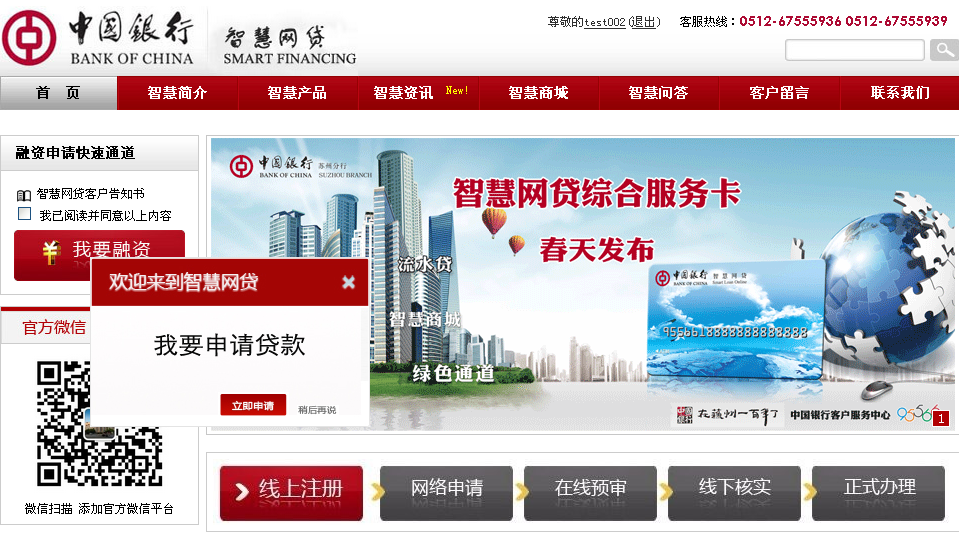 中国银行
BANK OF CHINA
智慧网贷
SMART FINANCING
尊敬的test002(退出) 客服热线：0512-67555936 0512-67555939
首 页 智慧简介 智慧产品 智慧资讯 New! 智慧商城 智慧问答 客户留言 联系我们
融资申请快速通道
智慧网贷客户告知书
我已阅读并同意以上内容
我要融资
官方微信
微信扫描 添加官方微信平台
欢迎来到智慧网贷
我要申请贷款
立即申请 稍后再说
中国银行 苏州分行
BANK OF CHINA SUZHOU BRANCH
智慧网贷综合服务卡
春天发布
流水贷
智慧商城
绿色通道
中国银行 智慧网贷
BANK OF CHINA Smart Loan Online
中国银行客户服务中心 95566
1
线上注册 网络申请 在线预审 线下核实 正式办理